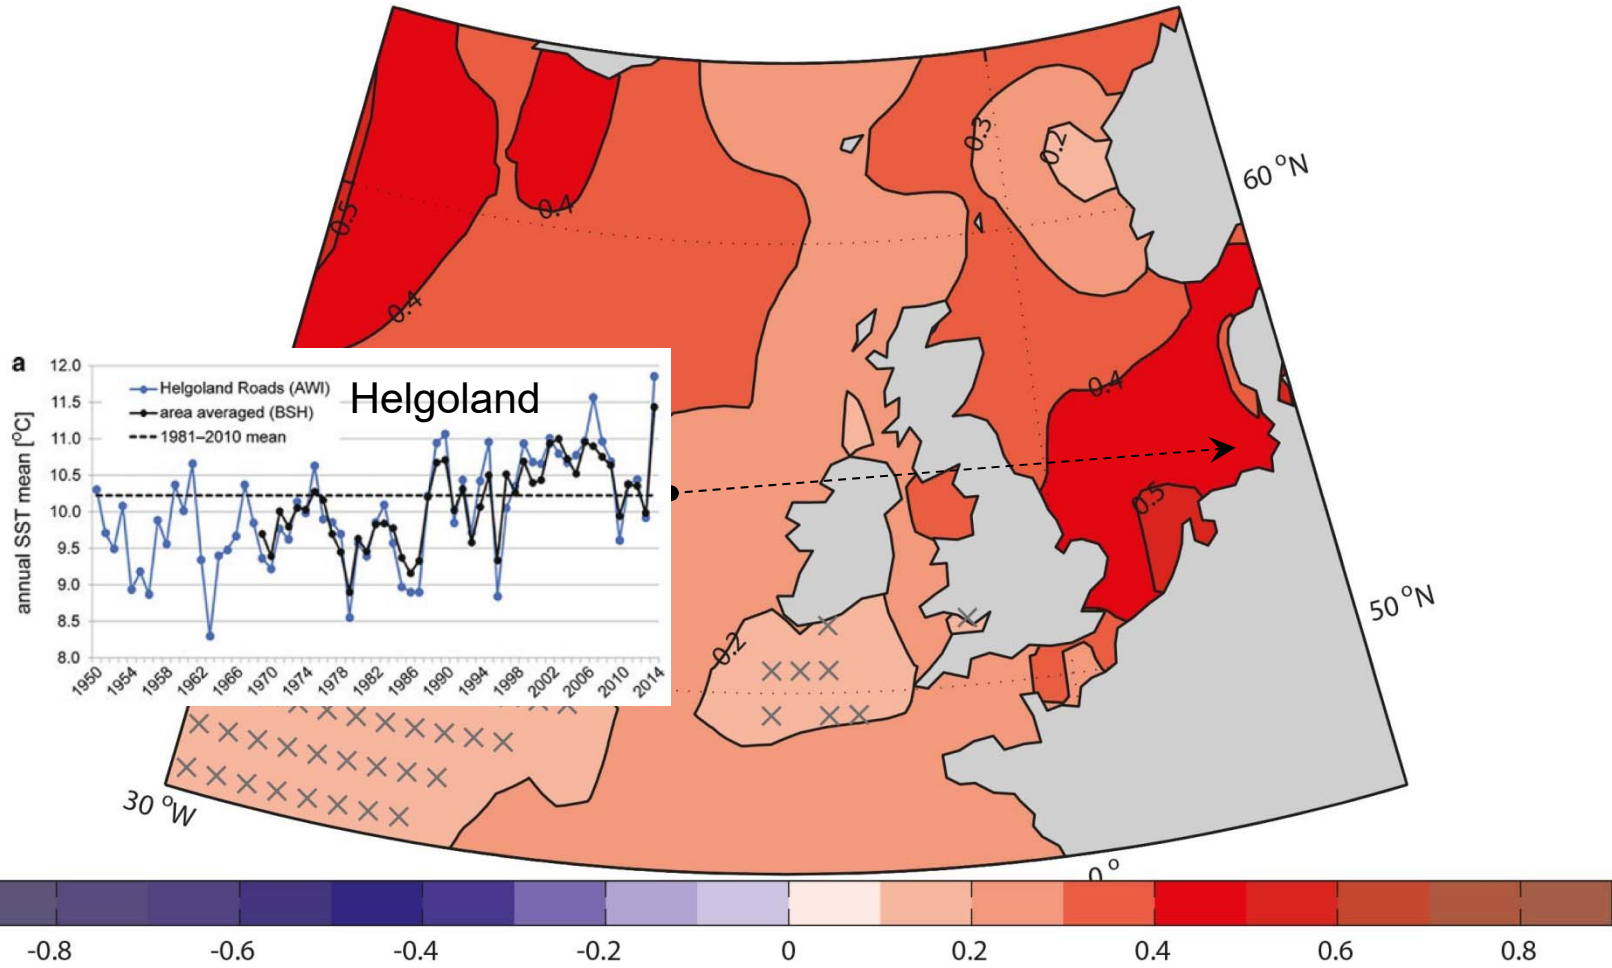 0.3
0.2
60 °N
0.5
0.4
0.4
a
12.0
11.5
11.0
10.5
10.0
9.5
9.0
8.5
8.0
annual SST mean [°C]
Helgoland Roads (AWI)
area averaged (BSH)
1981–2010 mean
Helgoland
1950 1954 1958 1962 1966 1970 1974 1978 1982 1986 1990 1994 1998 2002 2006 2010 2014
0.4
0.5
50 °N
0.2
30 °W
0°
-0.8 -0.6 -0.4 -0.2 0 0.2 0.4 0.6 0.8